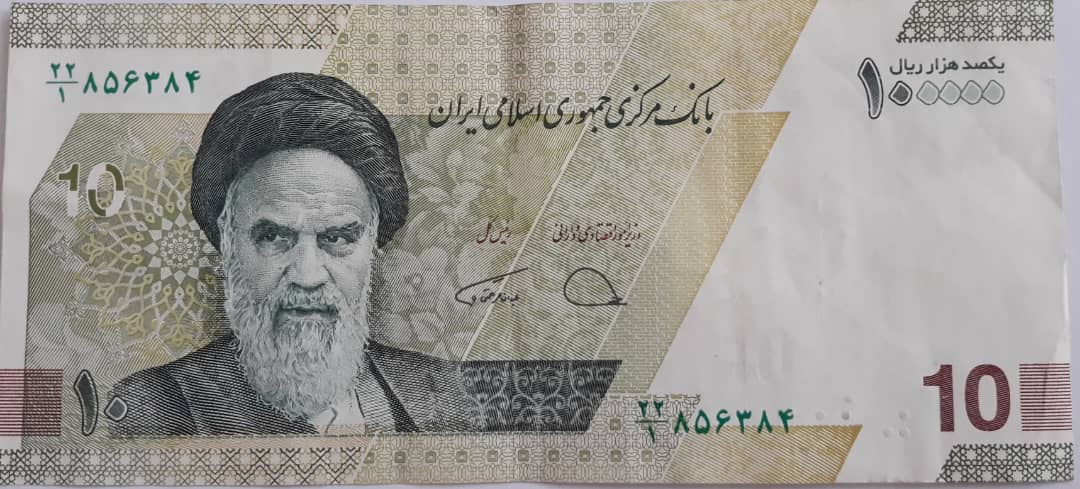 یکصد هزار ریال
۱۰۰۰۰۰
۲۲/۱ ۸۵۶۳۸۴
بانک مرکزی جمهوری اسلامی ایران
10
وزیر امور اقتصادی و دارائی
رئیس کل
۱۰
10
۲۲/۱ ۸۵۶۳۸۴